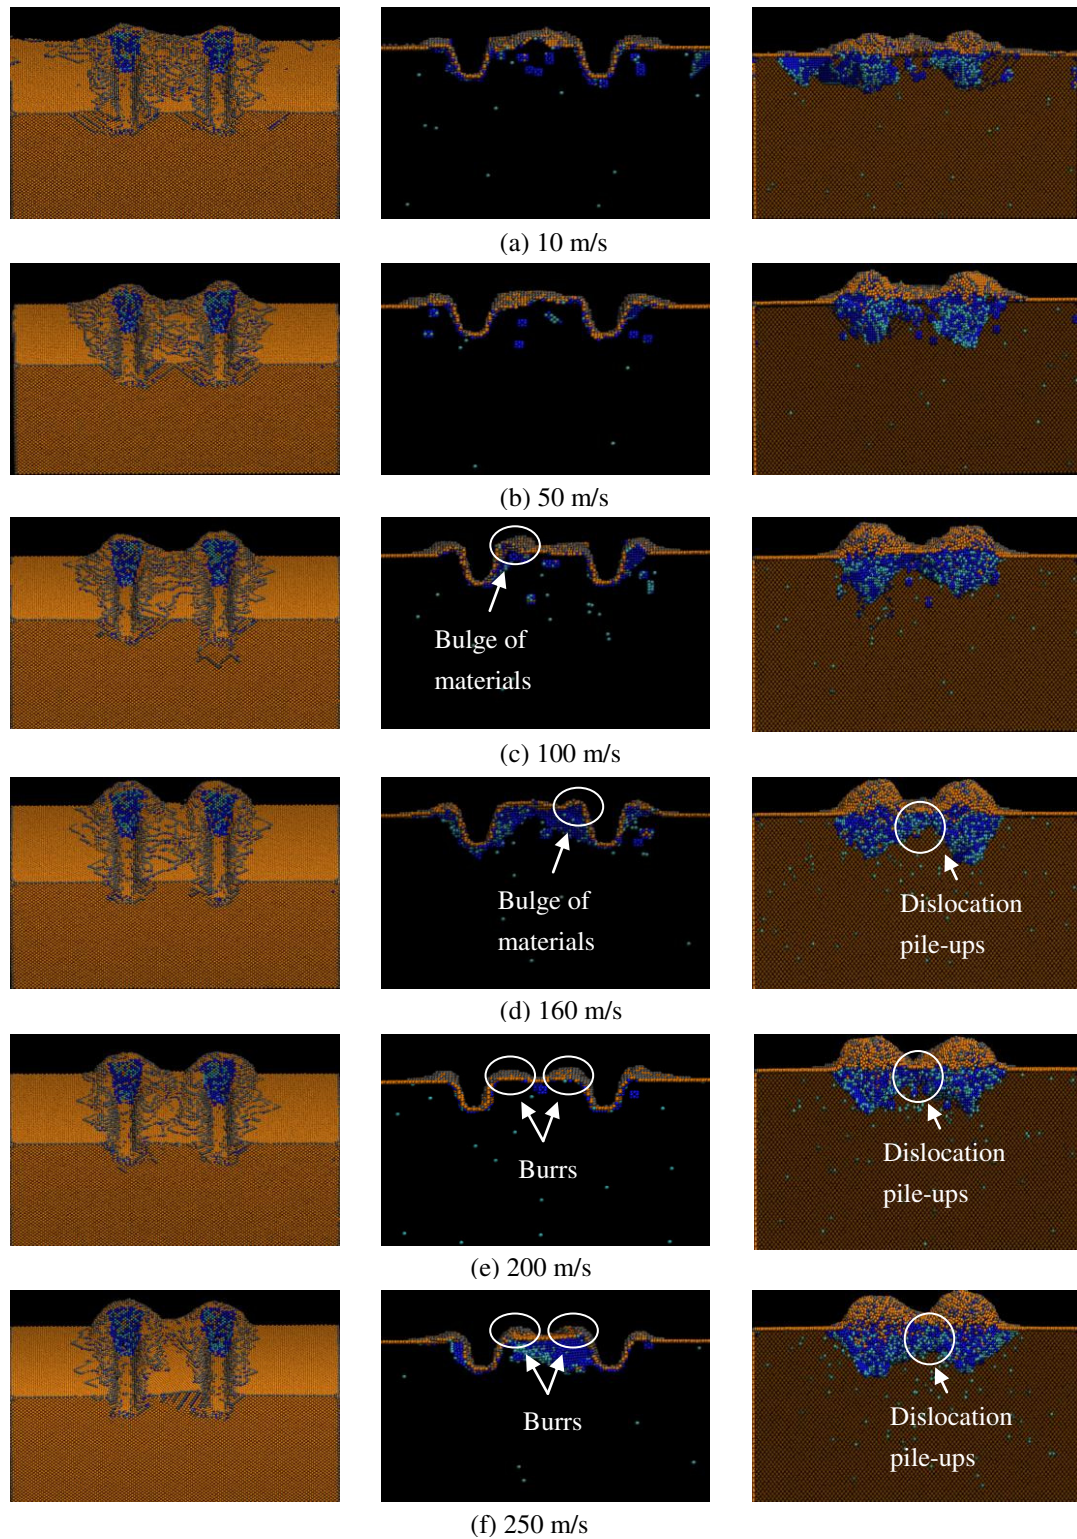 (a) 10 m/s
(b) 50 m/s
Bulge of
materials
(c) 100 m/s
Bulge of
materials
Dislocation
pile-ups
(d) 160 m/s
Burrs
Dislocation
pile-ups
(e) 200 m/s
Burrs
Dislocation
pile-ups
(f) 250 m/s